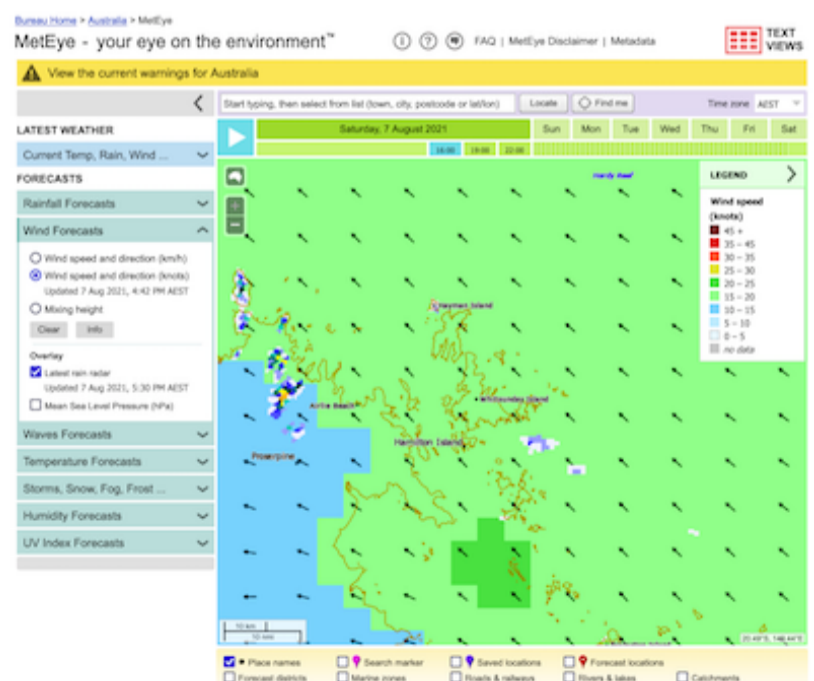 Bureau Home > Australia > MetEye
MetEye - your eye on the environment™
FAQ | MetEye Disclaimer | Metadata
TEXT VIEWS
View the current warnings for Australia
Start typing, then select from list (town, city, postcode or lat/lon)
Locate
Find me
Time zone AEST
LATEST WEATHER
Current Temp, Rain, Wind ...
FORECASTS
Rainfall Forecasts
Wind Forecasts
Wind speed and direction (km/h)
Wind speed and direction (knots)
Updated 7 Aug 2021, 4:42 PM AEST
Mixing height
Clear
Info
Overlay
Latest rain radar
Updated 7 Aug 2021, 5:30 PM AEST
Mean Sea Level Pressure (hPa)
Waves Forecasts
Temperature Forecasts
Storms, Snow, Fog, Frost ...
Humidity Forecasts
UV Index Forecasts
Saturday, 7 August 2021
Sun Mon Tue Wed Thu Fri Sat
16:00 19:00 22:00
Hardy Reef
Hayman Island
Whitsunday Island
Airlie Beach
Hamilton Island
Proserpine
LEGEND
Wind speed
(knots)
45 +
35 - 45
30 - 35
25 - 30
20 - 25
15 - 20
10 - 15
5 - 10
0 - 5
no data
10 km
10 nmi
Place names
Search marker
Saved locations
Forecast locations
Forecast districts
Marine zones
Roads & railways
Rivers & lakes
Catchments